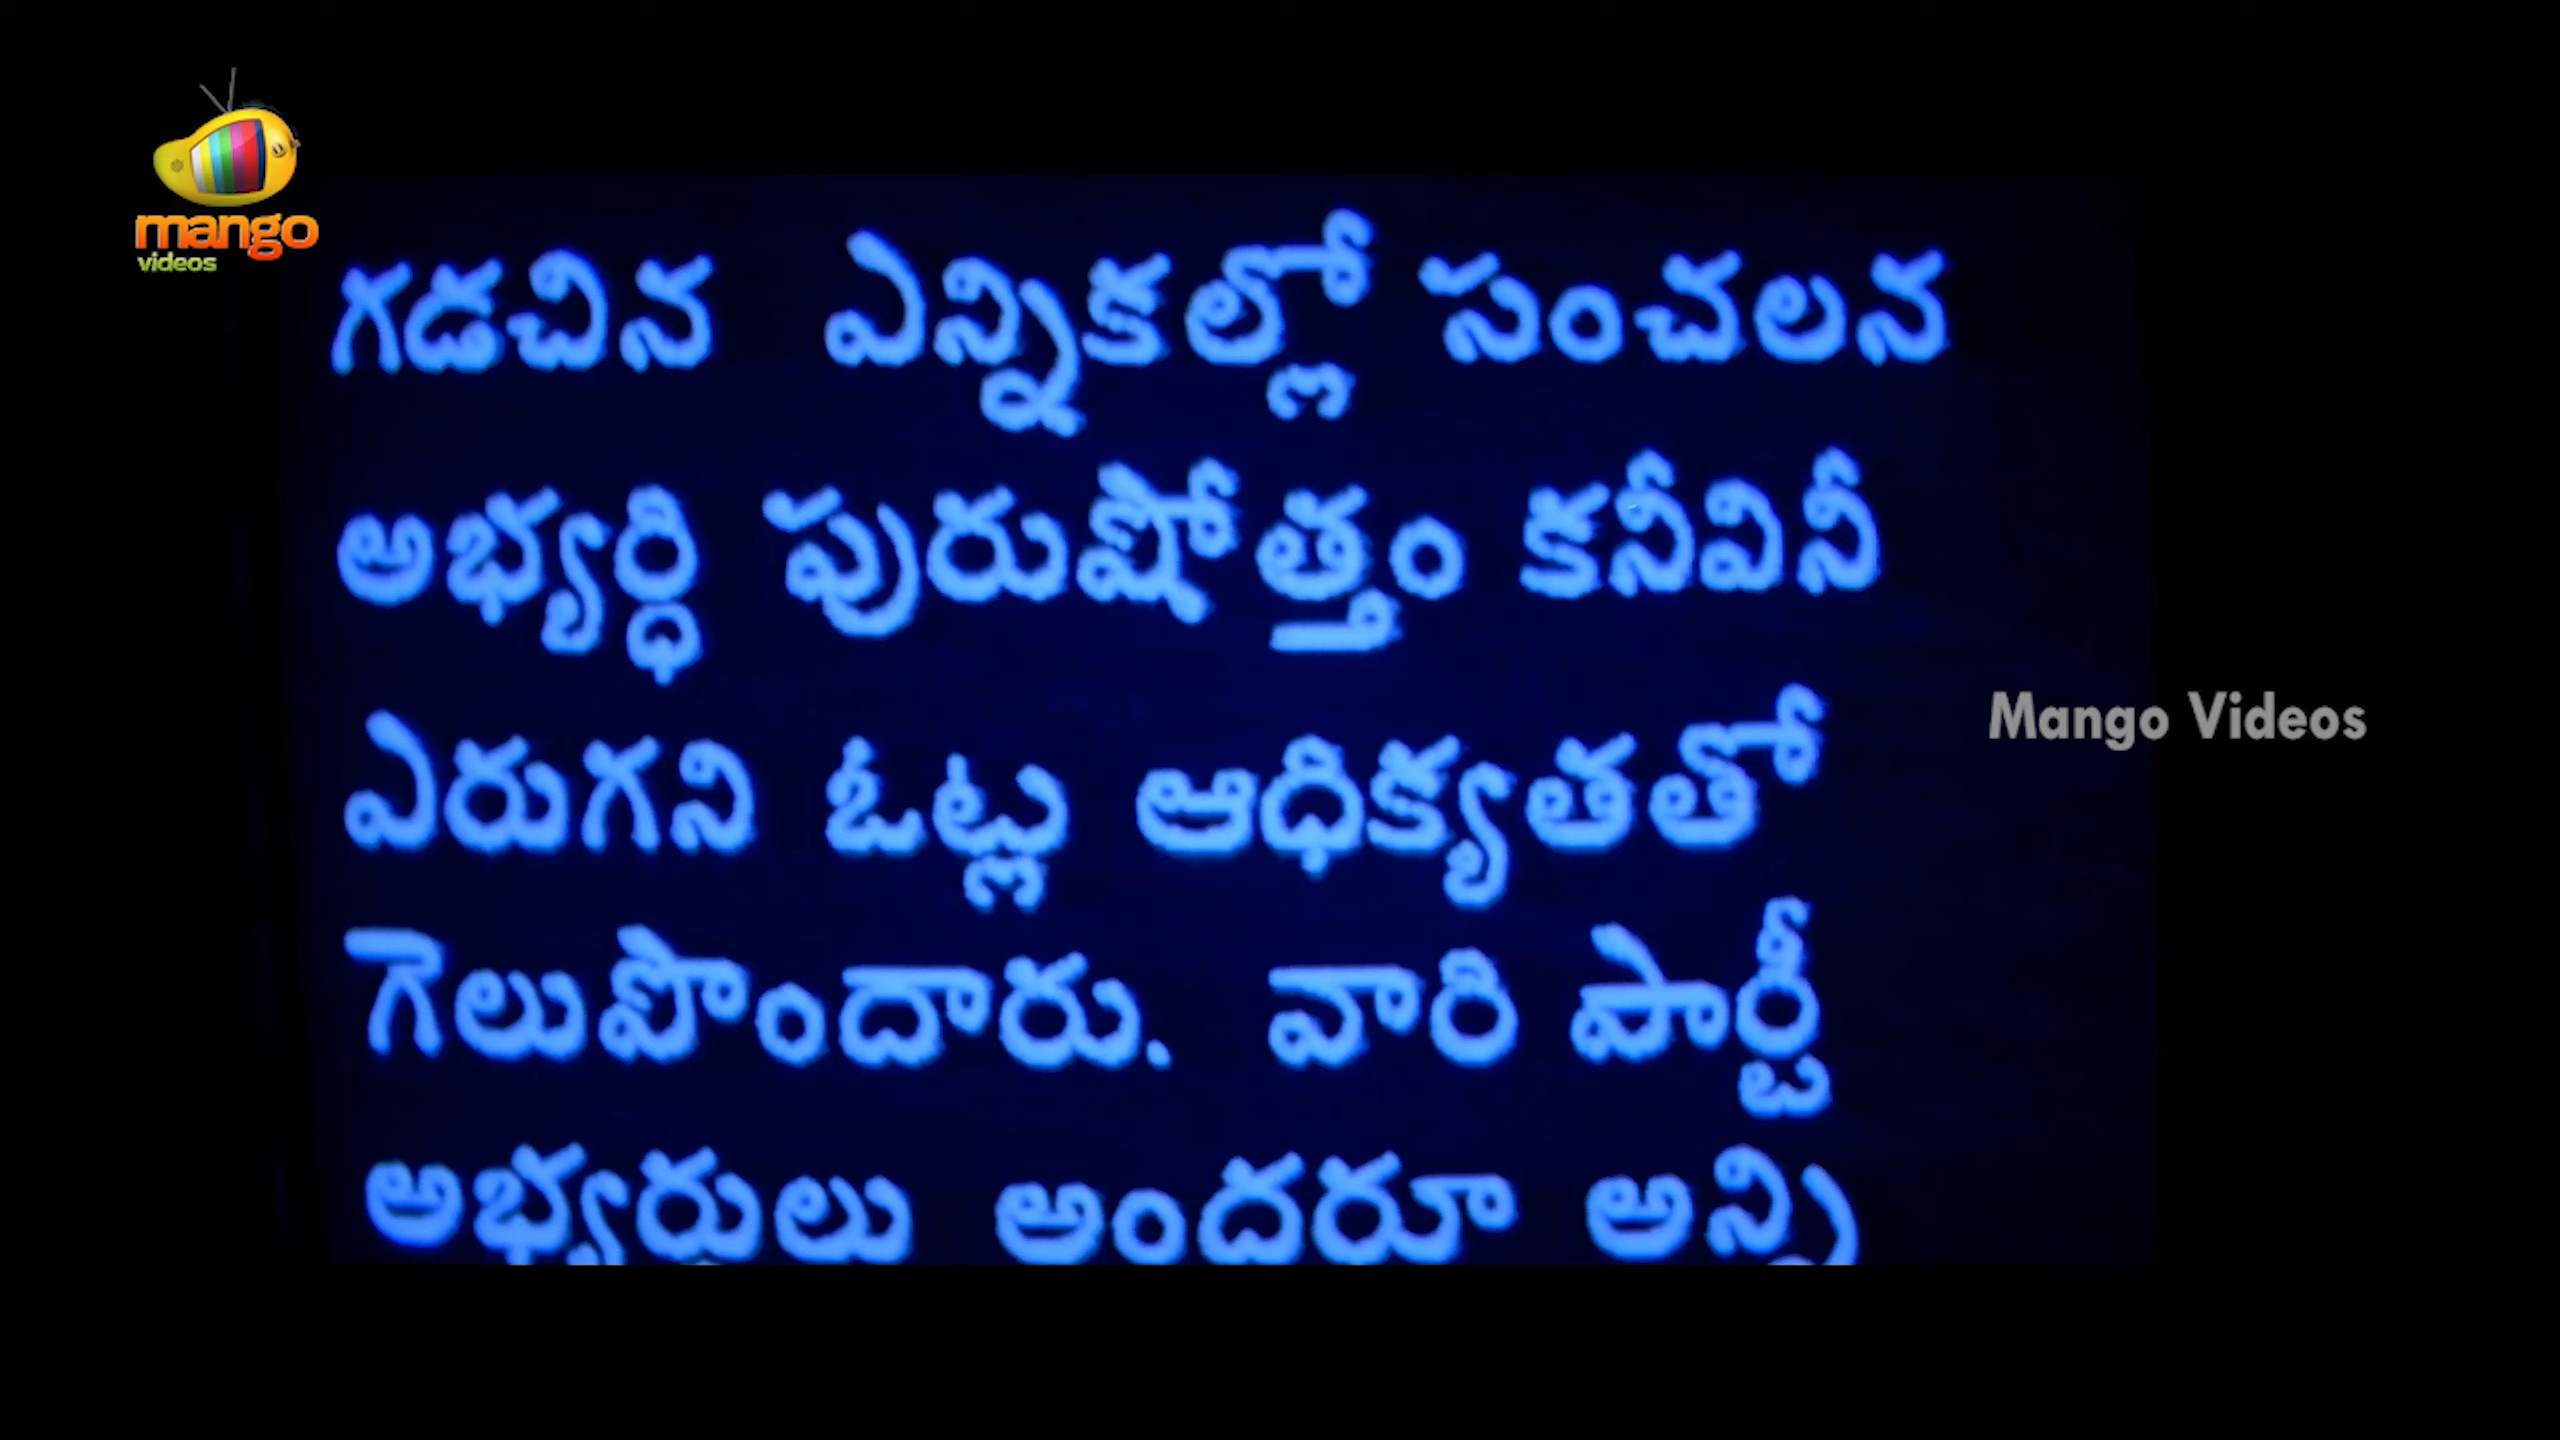 mango
videos
గడచిన ఎన్నికల్లో సంచలన
అభ్యర్ధి పురుషోత్తం కనీవినీ
ఎరుగని ఓట్ల ఆధిక్యతతో
Mango Videos
గెలుపొందారు. వారి పార్టీ
అభ్యర్థులు అందరూ అన్ని